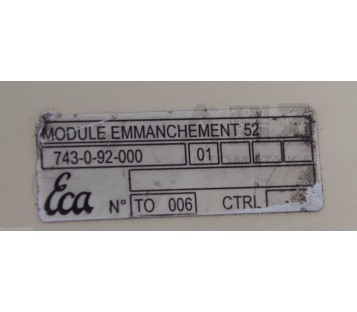 MODULE EMMANCHEMENT 52
743-0-92-000 01
Eca N° TO 006 CTRL